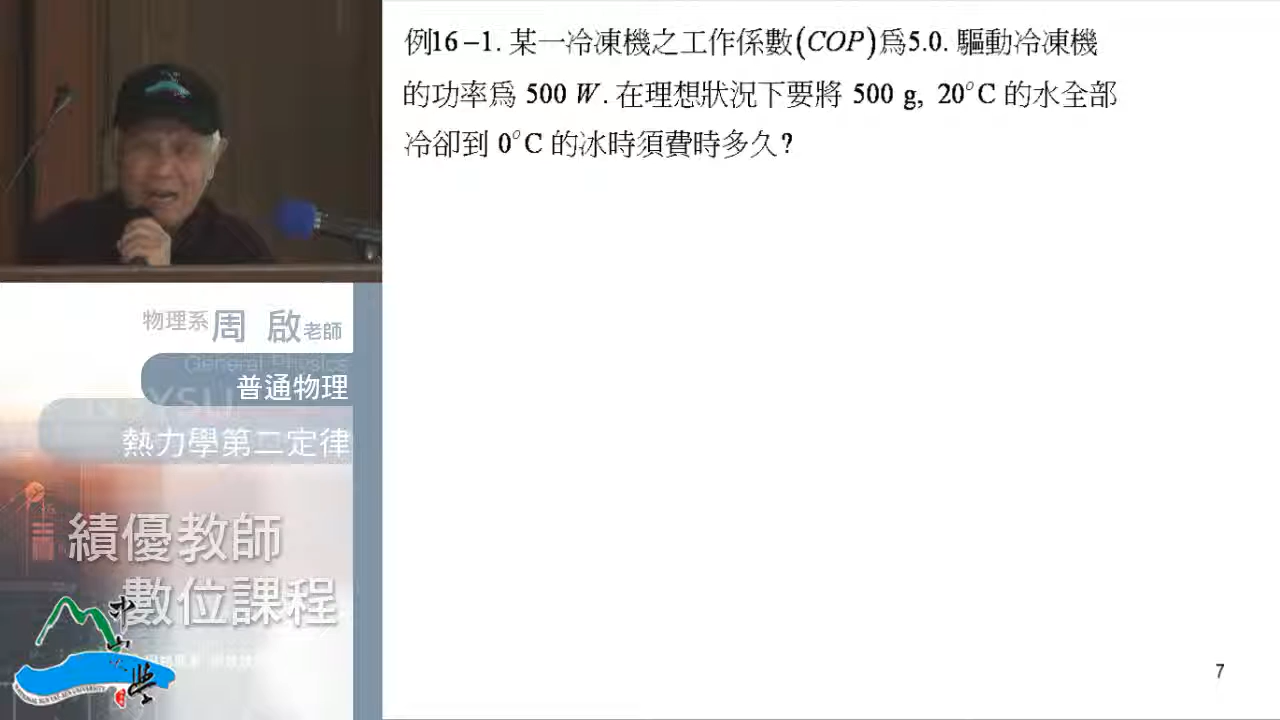 例16-1. 某一冷凍機之工作係數(COP)爲5.0. 驅動冷凍機
的功率爲 500 W. 在理想狀況下要將 500 g, 20°C 的水全部
冷卻到 0°C 的冰時須費時多久?
物理系周 啟老師
General Physics
普通物理
熱力學第二定律
績優教師
數位課程
7